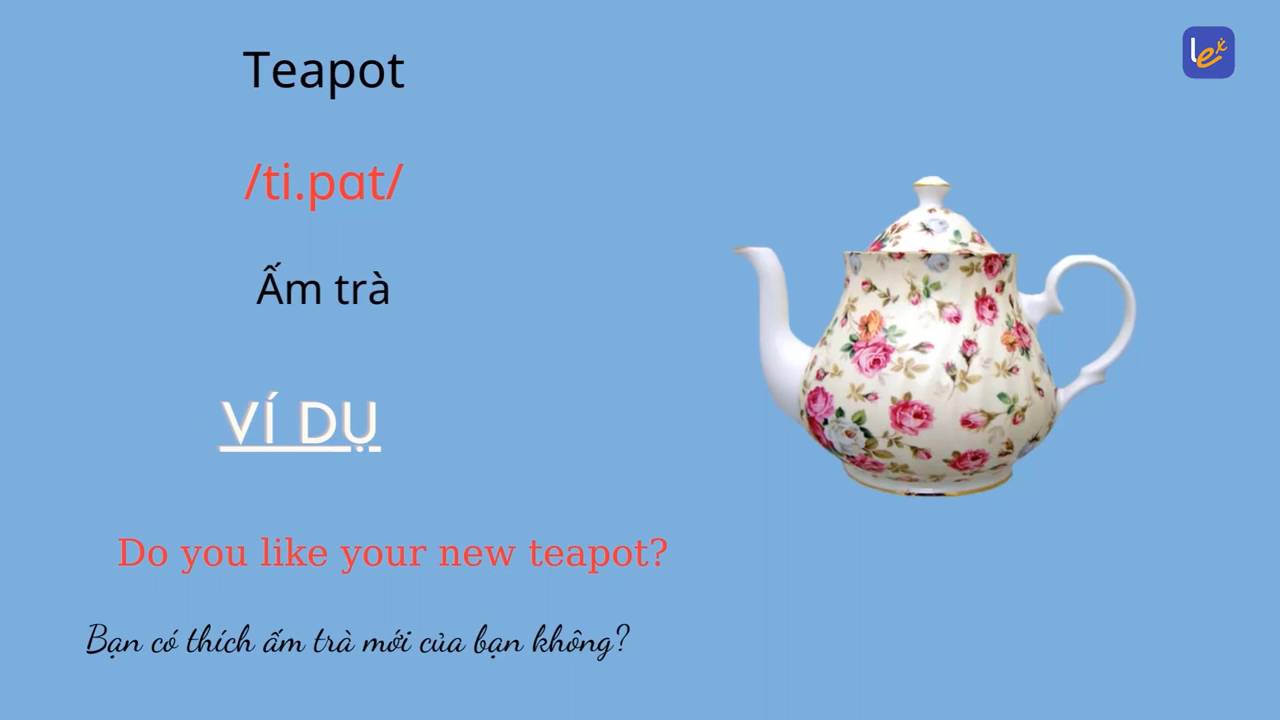 Teapot
/ti.pɑt/
Ấm trà
VÍ DỤ
Do you like your new teapot?
Bạn có thích ấm trà mới của bạn không?